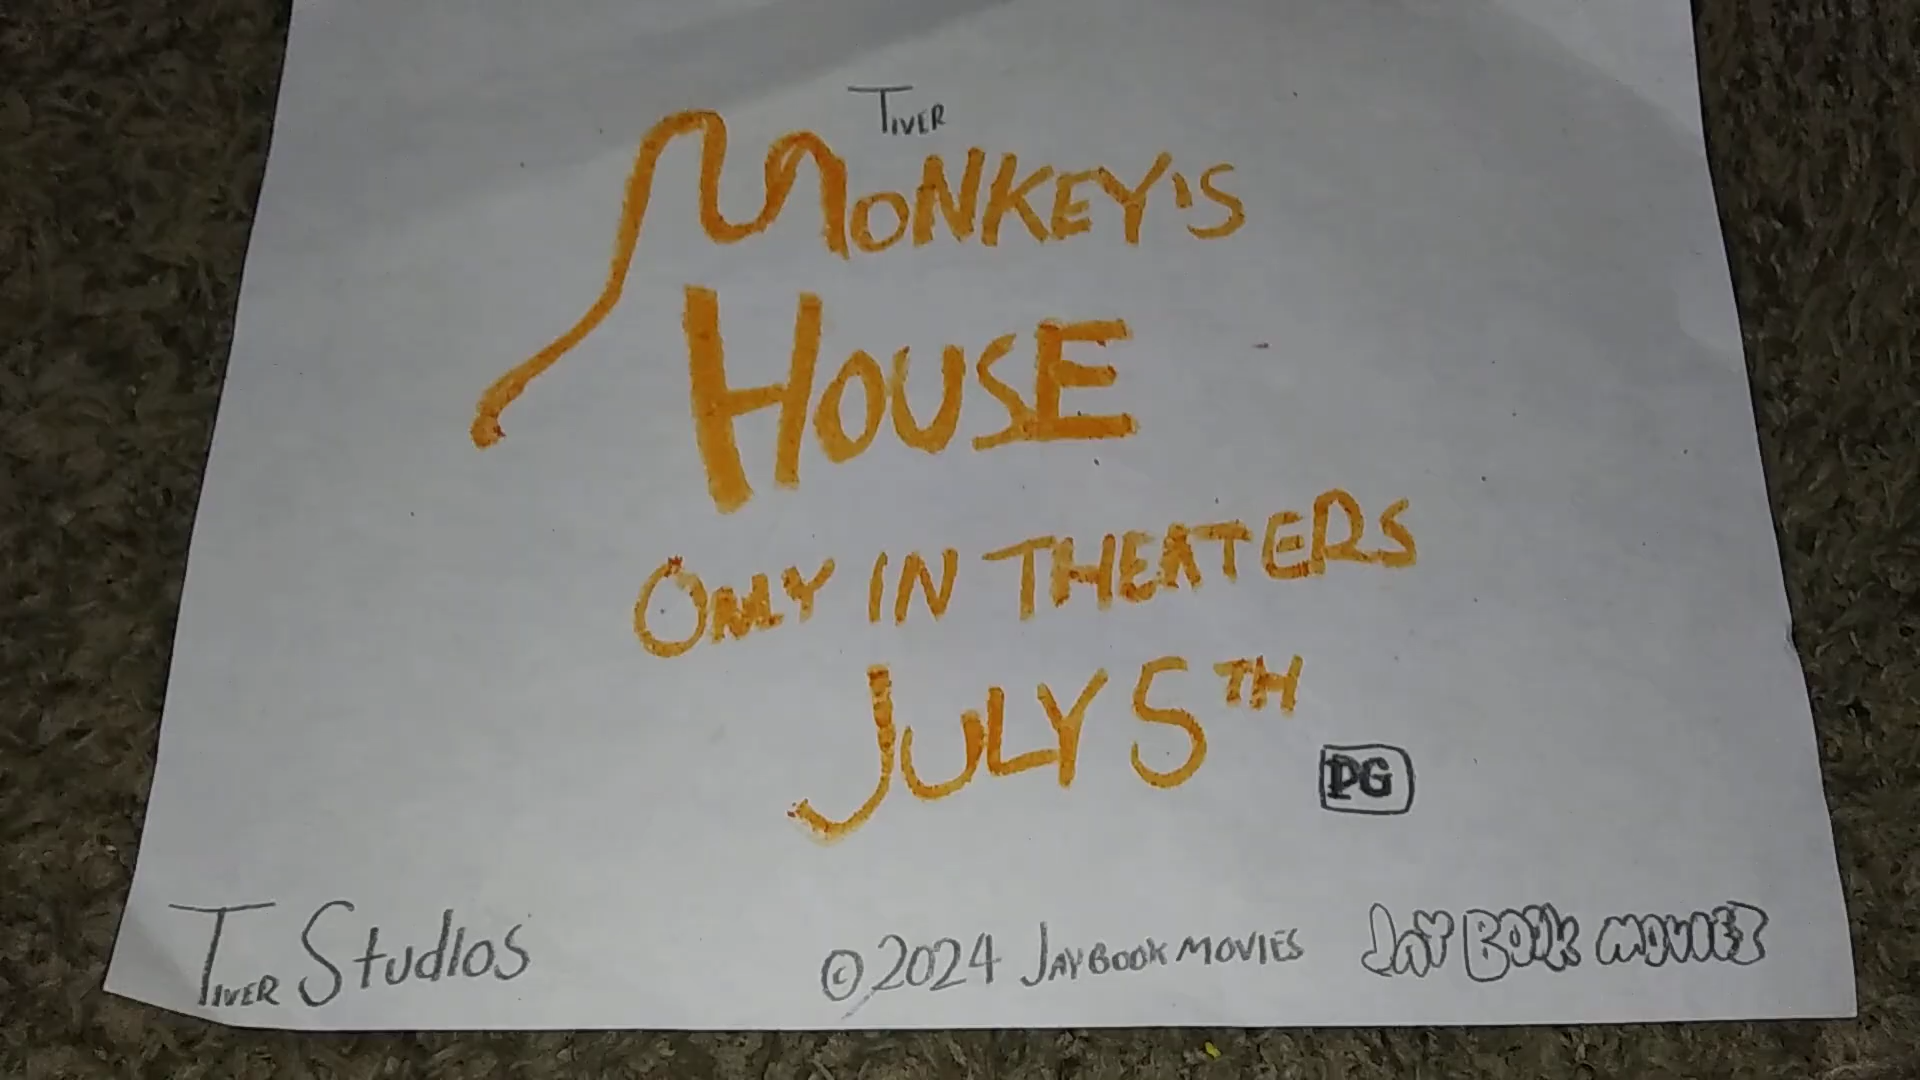 TIVER
MONKEY'S
HOUSE
ONLY IN THEATERS
JULY 5TH
PG
TIVER StudIOS
© 2024 JAYBOOK MOVIES
JAY BOOK MOVIES